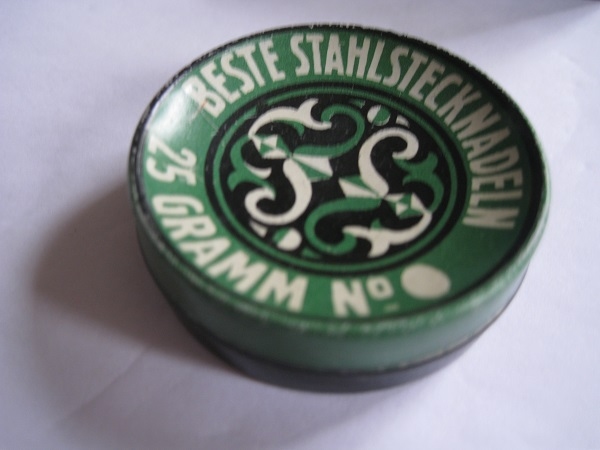 BESTE STAHLSTECKNADELN
25 GRAMM Nº